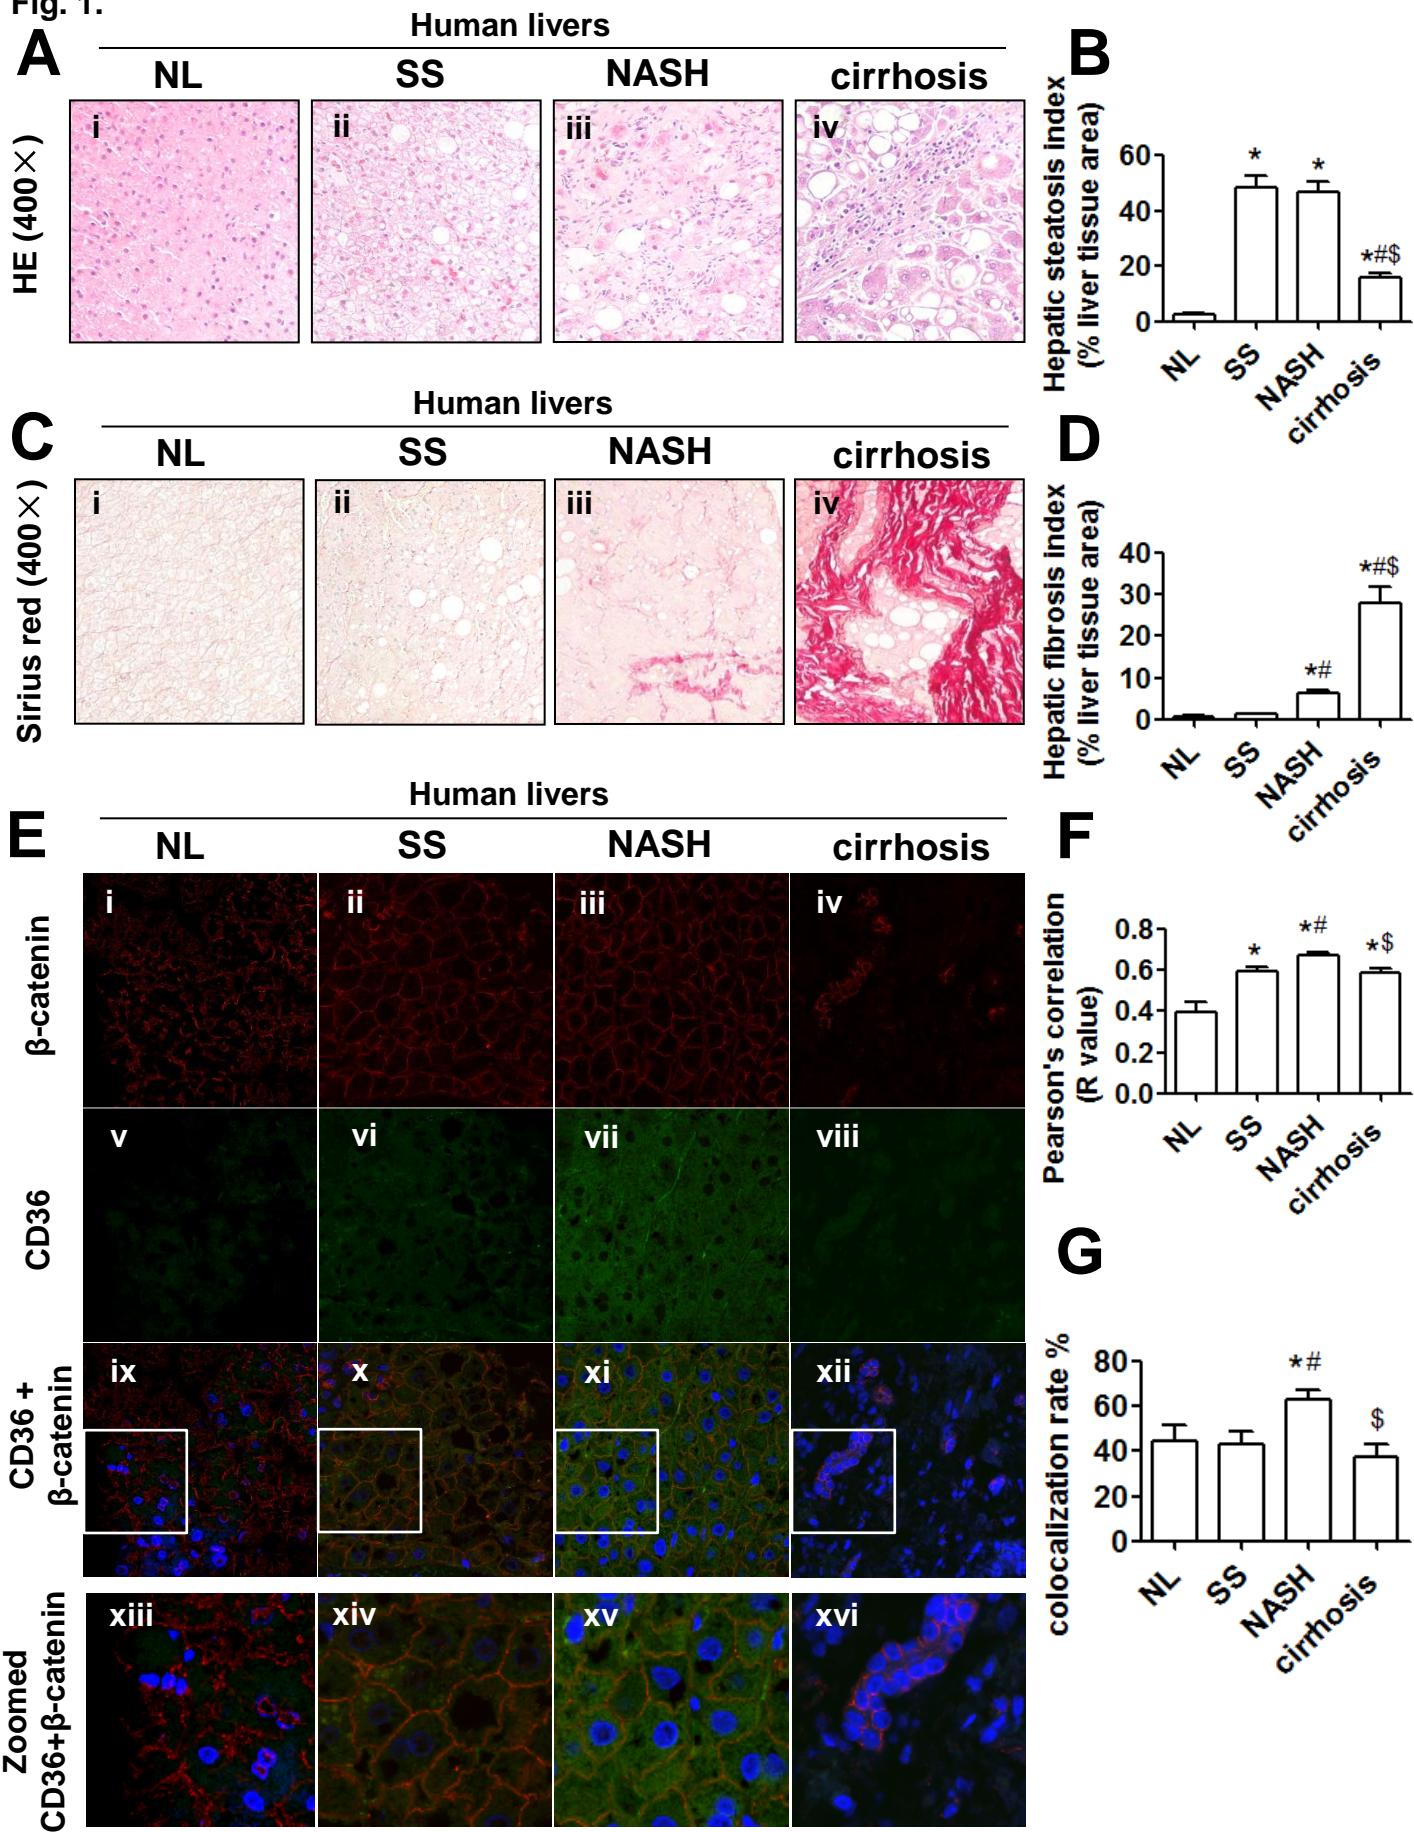 Fig. 1.
A
Human livers
NL SS NASH cirrhosis
HE (400×)
i ii iii iv
B
Hepatic steatosis index
(% liver tissue area)
60
40
20
0
* * *#$
NL SS NASH cirrhosis
C
Human livers
NL SS NASH cirrhosis
Sirius red (400×)
i ii iii iv
D
Hepatic fibrosis index
(% liver tissue area)
40
30
20
10
0
*# *#$
NL SS NASH cirrhosis
E
Human livers
NL SS NASH cirrhosis
β-catenin
i ii iii iv
CD36
v vi vii viii
CD36 +
β-catenin
ix x xi xii
Zoomed
CD36+β-catenin
xiii xiv xv xvi
F
Pearson's correlation
(R value)
0.8
0.6
0.4
0.2
0.0
* *# *$
NL SS NASH cirrhosis
G
colocalization rate %
80
60
40
20
0
*# $
NL SS NASH cirrhosis